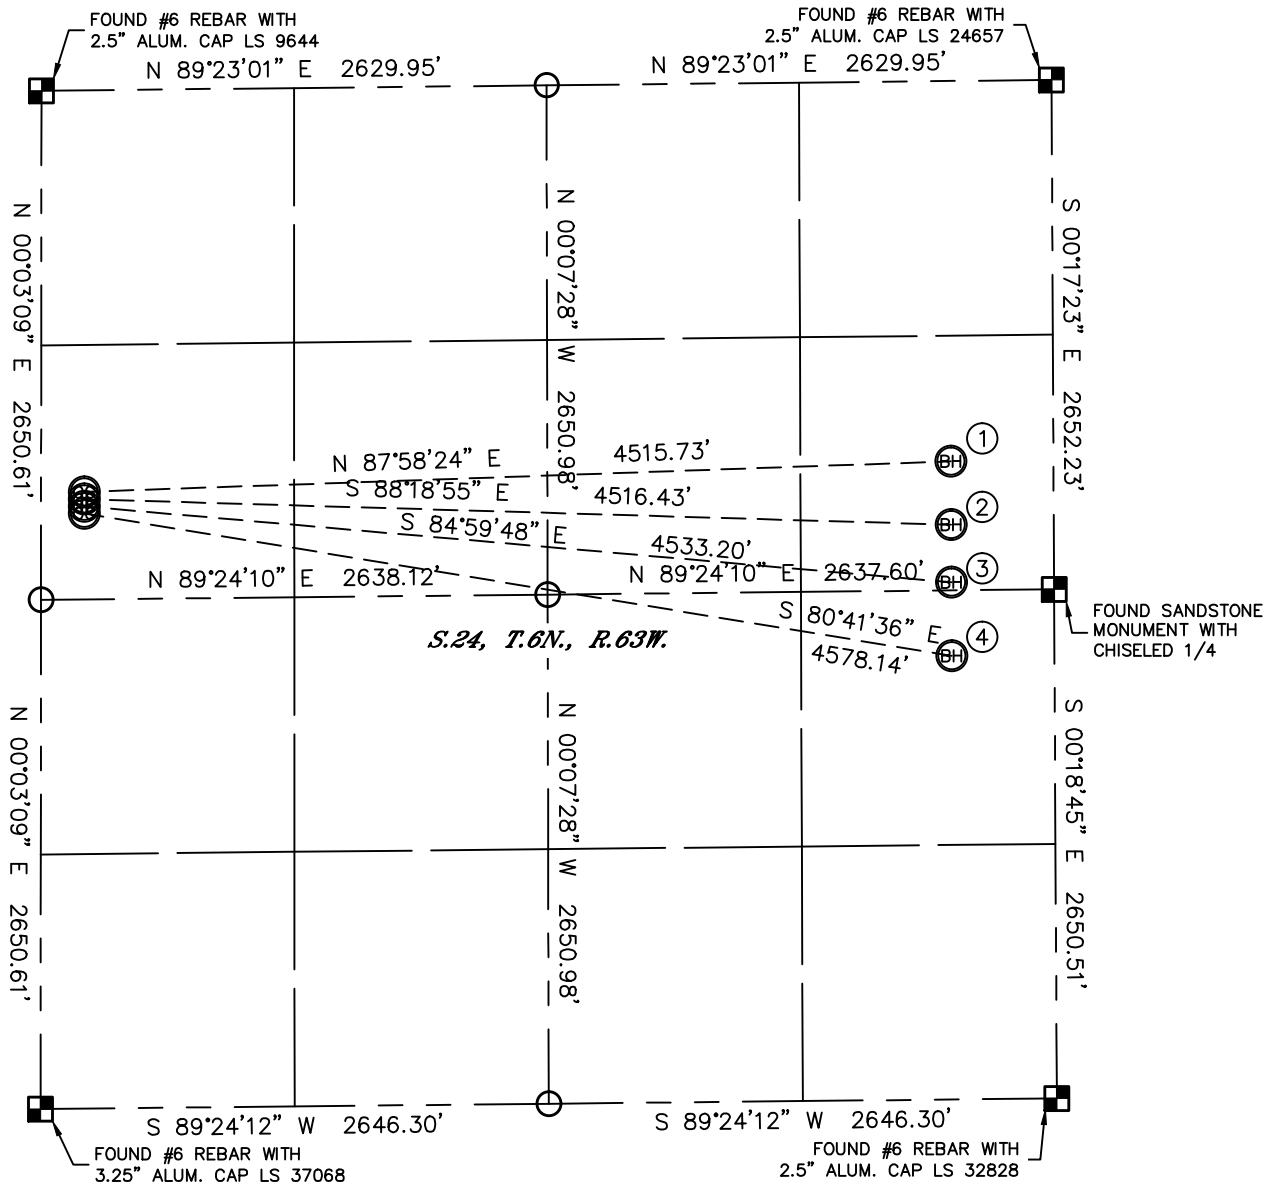 FOUND #6 REBAR WITH
2.5” ALUM. CAP LS 9644
FOUND #6 REBAR WITH
2.5” ALUM. CAP LS 24657
N 89°23'01” E 2629.95'
N 89°23'01” E 2629.95'
N 00°03'09” E 2650.61'
N 00°07'28” W 2650.98'
S 00°17'23” E 2652.23'
N 87°58'24” E 4515.73'
BH 1
S 88°18'55” E 4516.43'
BH 2
S 84°59'48” E 4533.20'
BH 3
N 89°24'10” E 2638.12'
N 89°24'10” E 2637.60'
S 80°41'36” E
4578.14'
BH 4
S.24, T.6N., R.63W.
FOUND SANDSTONE
MONUMENT WITH
CHISELED 1/4
N 00°03'09” E 2650.61'
N 00°07'28” W 2650.98'
S 00°18'45” E 2650.51'
S 89°24'12” W 2646.30'
S 89°24'12” W 2646.30'
FOUND #6 REBAR WITH
3.25” ALUM. CAP LS 37068
FOUND #6 REBAR WITH
2.5” ALUM. CAP LS 32828